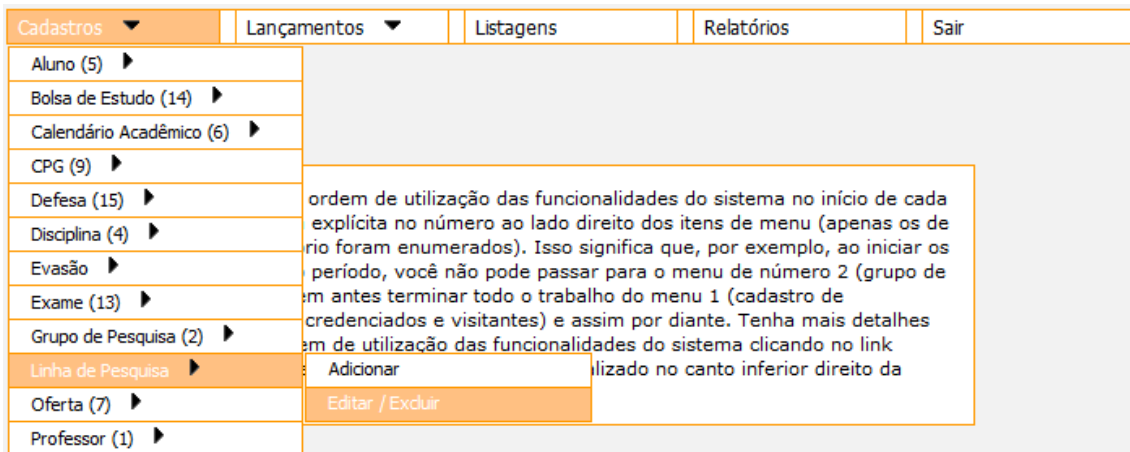 Cadastros Lançamentos Listagens Relatórios Sair
Aluno (5)
Bolsa de Estudo (14)
Calendário Acadêmico (6)
CPG (9)
Defesa (15)
Disciplina (4)
Evasão
Exame (13)
Grupo de Pesquisa (2)
Linha de Pesquisa
Oferta (7)
Professor (1)
Adicionar
Editar / Excluir
ordem de utilização das funcionalidades do sistema no início de cada
explícita no número ao lado direito dos itens de menu (apenas os de
rio foram enumerados). Isso significa que, por exemplo, ao iniciar os
período, você não pode passar para o menu de número 2 (grupo de
em antes terminar todo o trabalho do menu 1 (cadastro de
credenciados e visitantes) e assim por diante. Tenha mais detalhes
em de utilização das funcionalidades do sistema clicando no link
alizado no canto inferior direito da